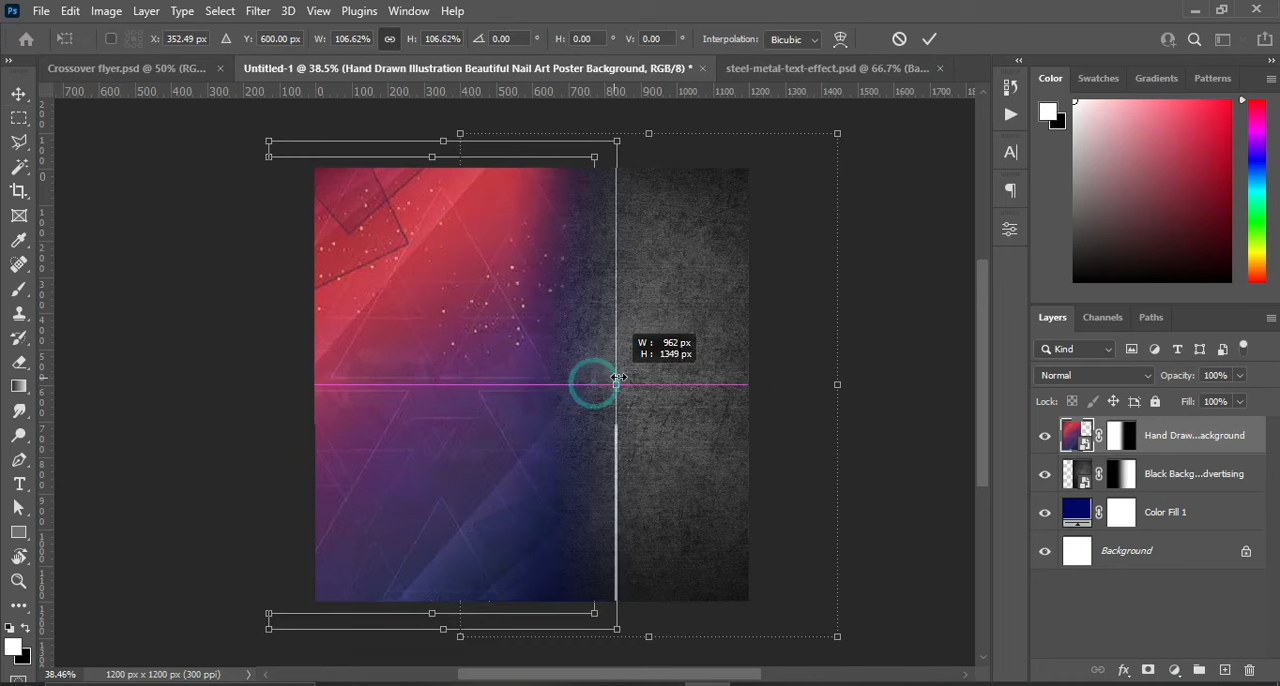 Ps File Edit Image Layer Type Select Filter 3D View Plugins Window Help
X: 352.49 px Y: 600.00 px W: 106.62% H: 106.62% 0.00 ° H: 0.00 ° V: 0.00 ° Interpolation: Bicubic
Crossover flyer.psd @ 50% (RG... × Untitled-1 @ 38.5% (Hand Drawn Illustration Beautiful Nail Art Poster Background, RGB/8) * × steel-metal-text-effect.psd @ 66.7% (Ba... ×
700 600 500 400 300 200 100 0 100 200 300 400 500 600 700 800 900 1000 1100 1200 1300 1400 1500 1600 1700
Color Swatches Gradients Patterns
W : 962 px
H : 1349 px
Layers Channels Paths
Kind
Normal Opacity: 100%
Lock: Fill: 100%
Hand Draw...ackground
Black Backg...dvertising
Color Fill 1
Background
38.46% 1200 px x 1200 px (300 ppi)